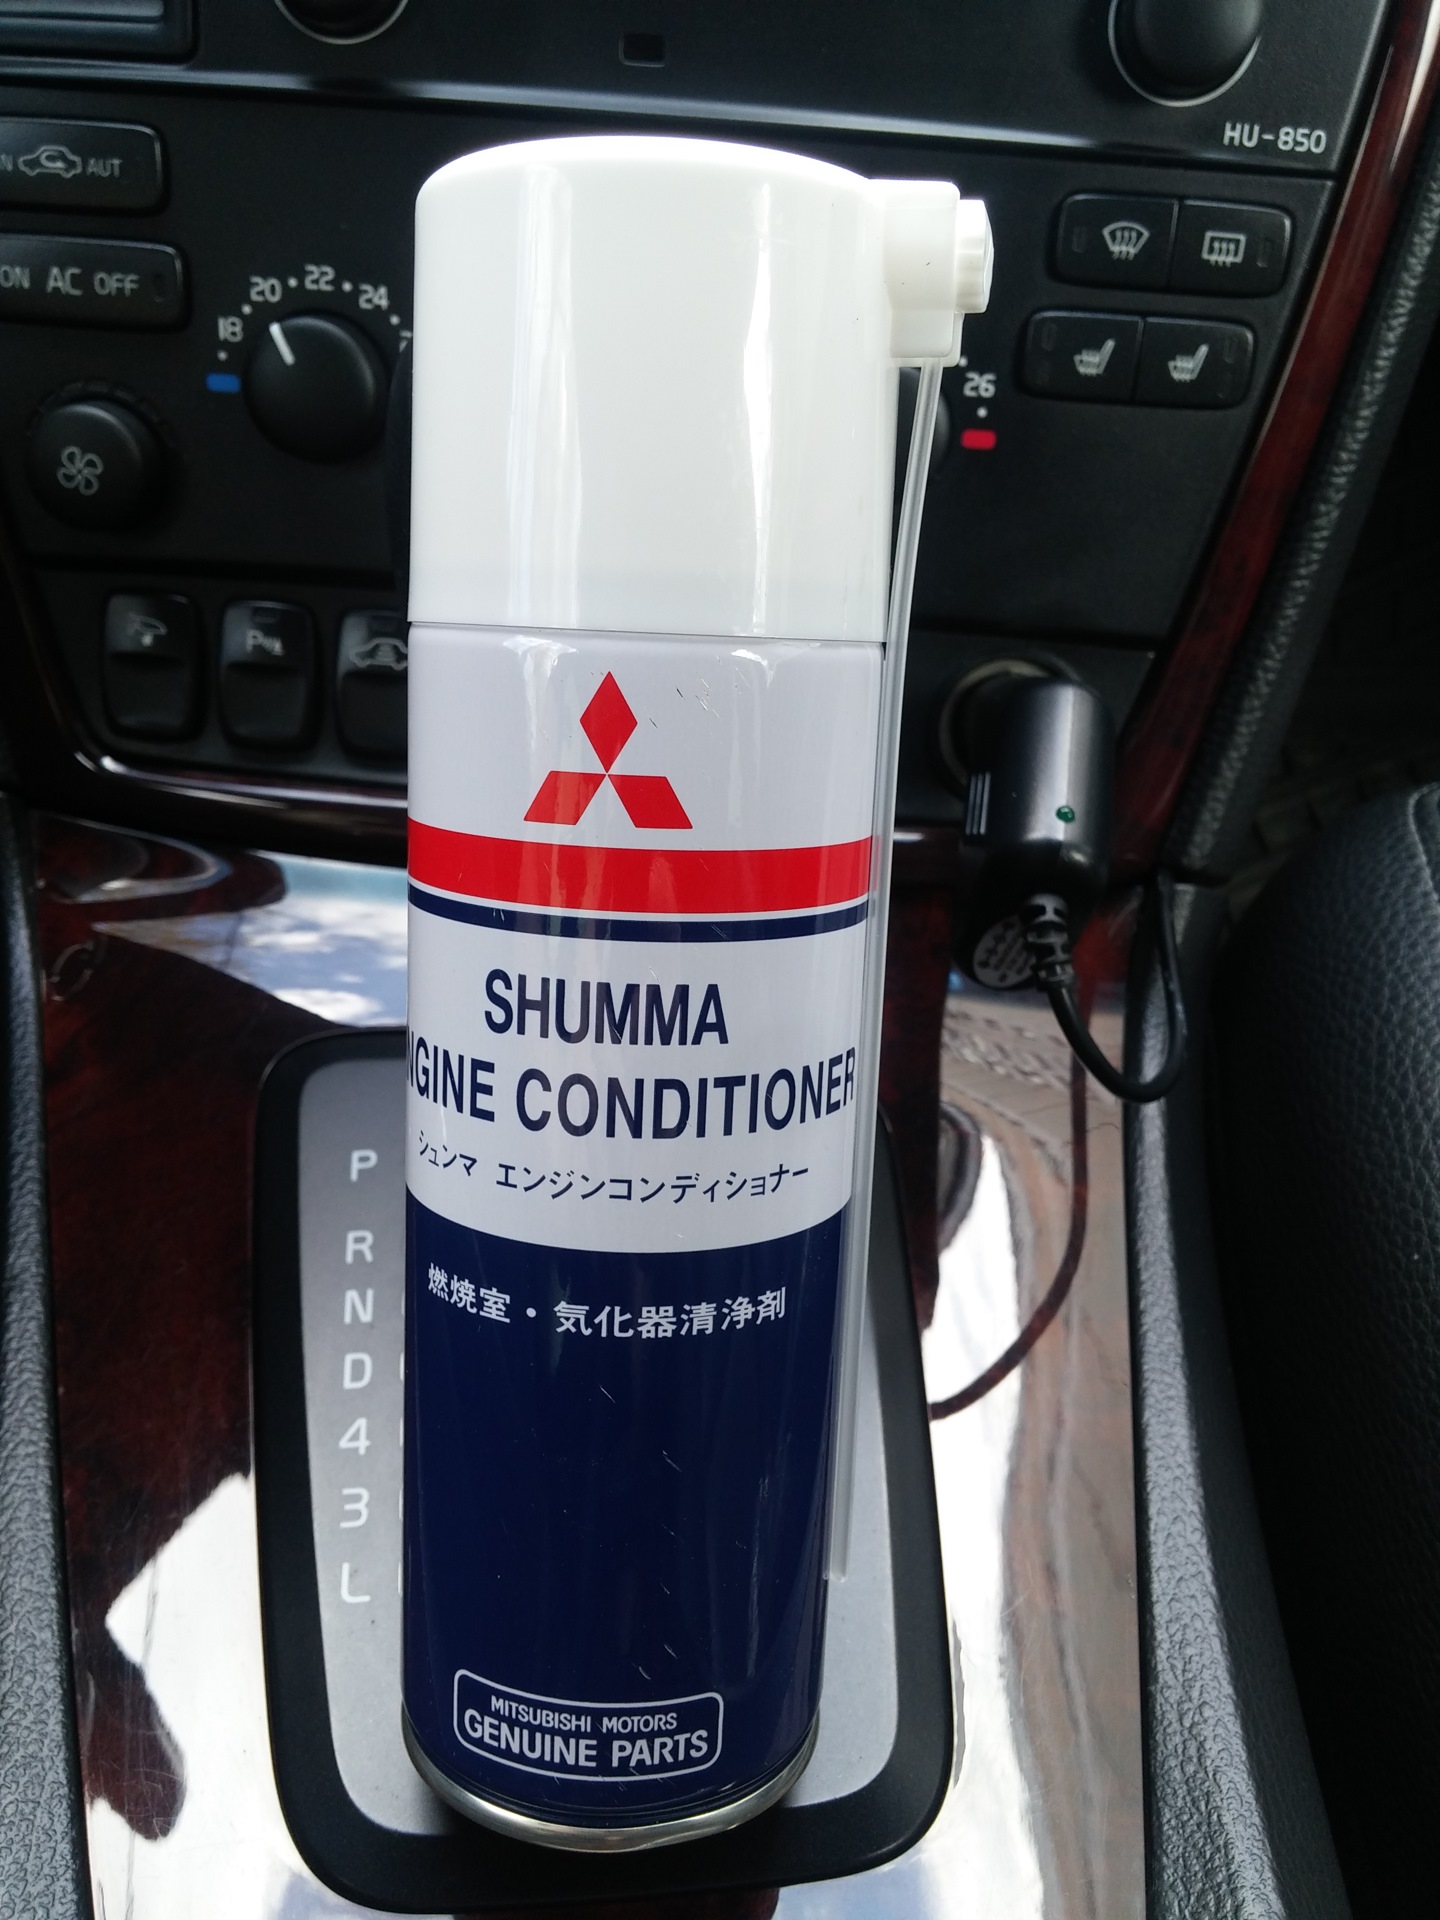 HU-850
AUT
ON AC OFF
18 20 22 24
26
SHUMMA
NGINE CONDITIONER
シュンマ エンジンコンディショナー
燃焼室・気化器清浄剤
P
R
N
D
4
3
L
MITSUBISHI MOTORS
GENUINE PARTS